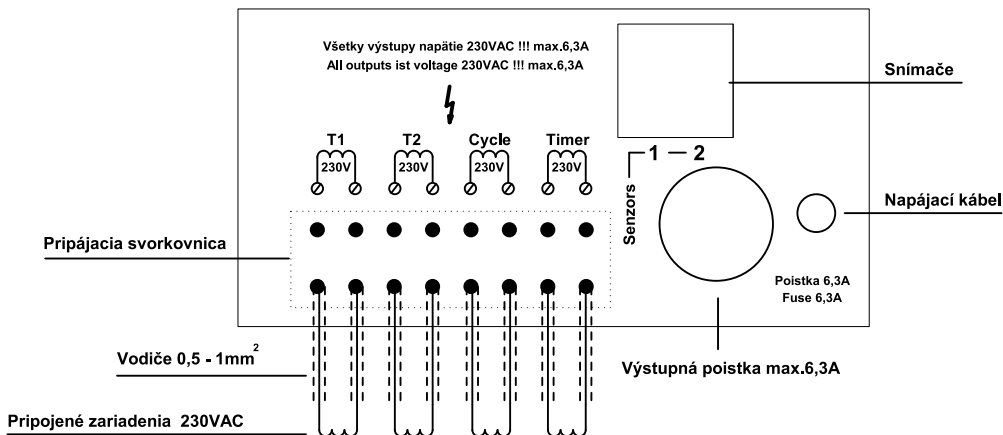 Všetky výstupy napätie 230VAC !!! max.6,3A
All outputs ist voltage 230VAC !!! max.6,3A
Snímače
T1 T2 Cycle Timer
230V 230V 230V 230V
1 2
Senzors
Napájací kábel
Pripájacia svorkovnica
Poistka 6,3A
Fuse 6,3A
Vodiče 0,5 - 1mm²
Výstupná poistka max.6,3A
Pripojené zariadenia 230VAC